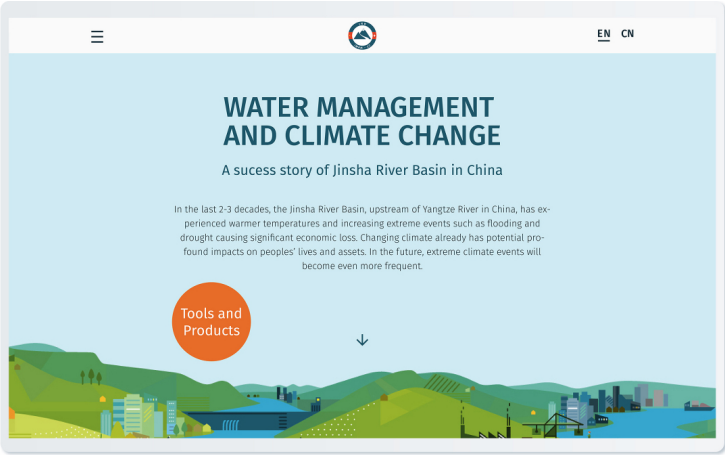 EN CN
WATER MANAGEMENT
AND CLIMATE CHANGE
A sucess story of Jinsha River Basin in China
In the last 2-3 decades, the Jinsha River Basin, upstream of Yangtze River in China, has ex-
perienced warmer temperatures and increasing extreme events such as flooding and
drought causing significant economic loss. Changing climate already has potential pro-
found impacts on peoples' lives and assets. In the future, extreme climate events will
become even more frequent.
Tools and
Products